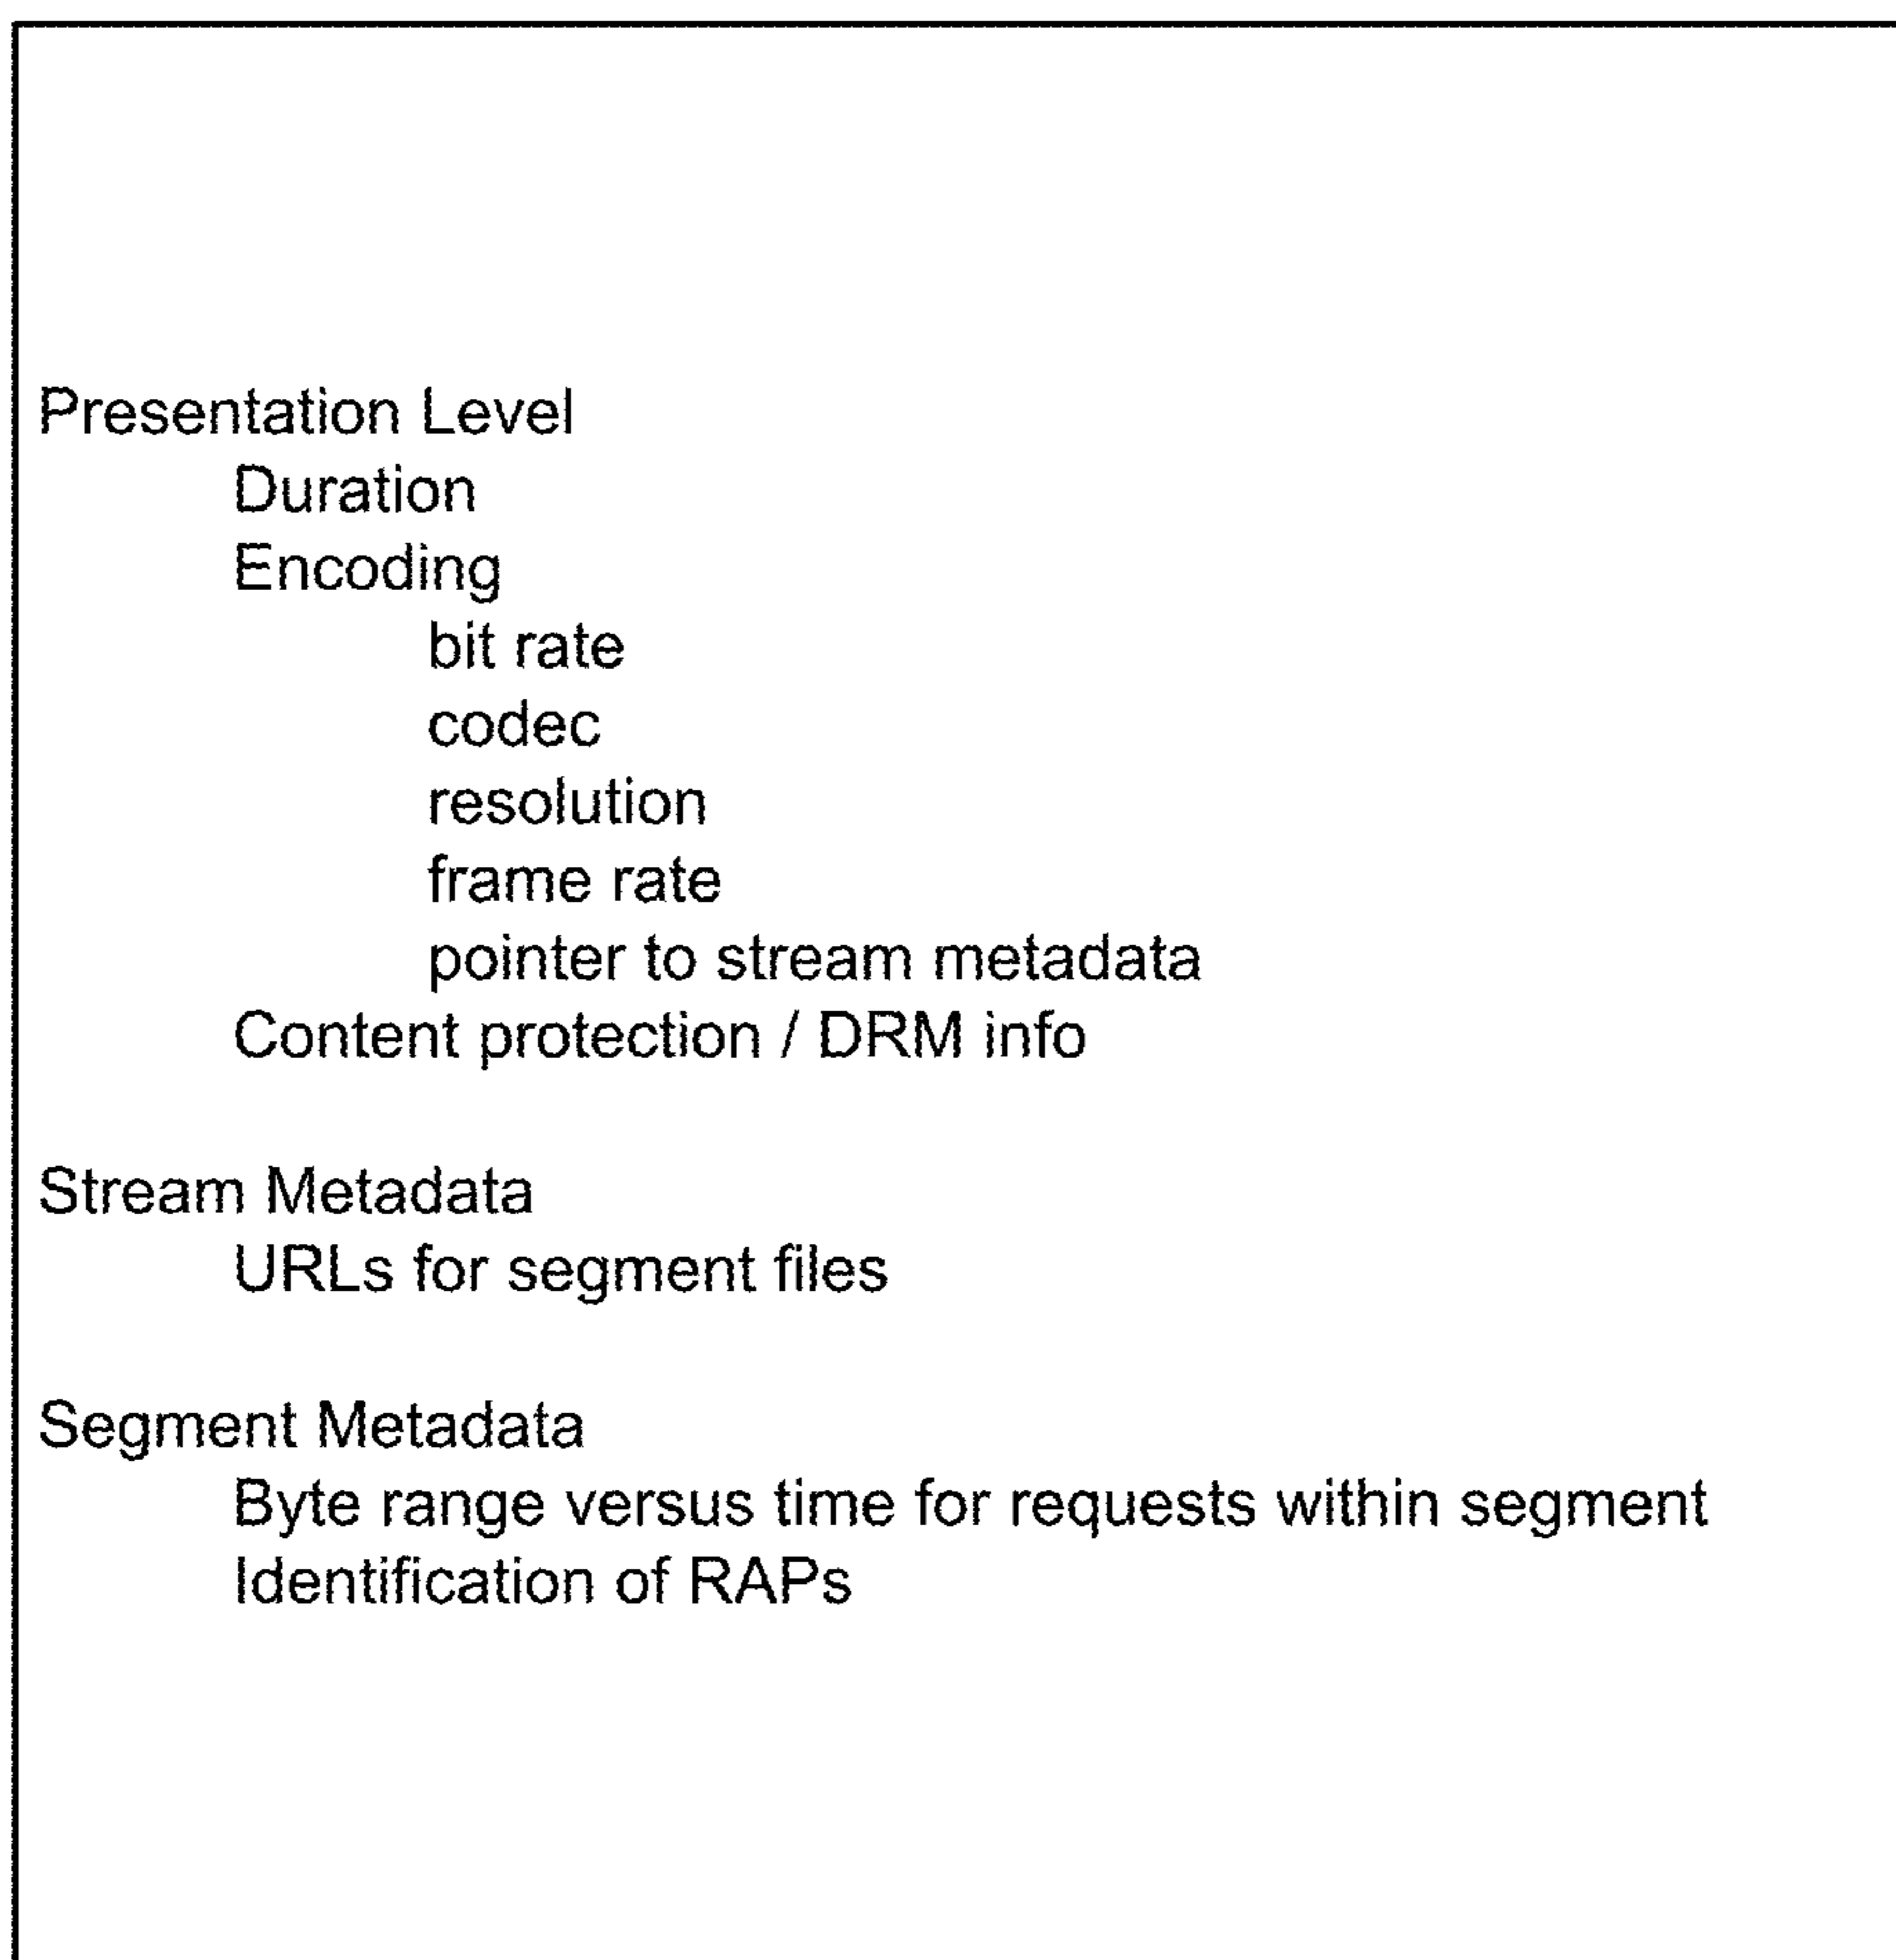 Presentation Level
Duration
Encoding
bit rate
codec
resolution
frame rate
pointer to stream metadata
Content protection / DRM info
Stream Metadata
URLs for segment files
Segment Metadata
Byte range versus time for requests within segment
Identification of RAPs